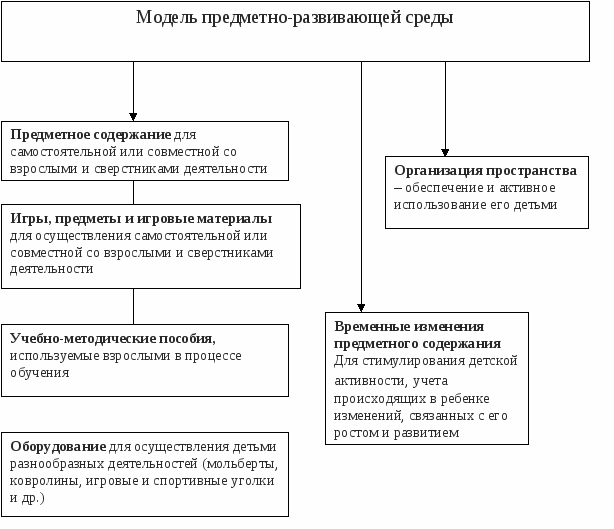 Модель предметно-развивающей среды
Предметное содержание для
самостоятельной или совместной со
взрослыми и сверстниками деятельности
Игры, предметы и игровые материалы
для осуществления самостоятельной или
совместной со взрослыми и сверстниками
деятельности
Учебно-методические пособия,
используемые взрослыми в процессе
обучения
Оборудование для осуществления детьми
разнообразных деятельностей (мольберты,
ковролины, игровые и спортивные уголки
и др.)
Временные изменения
предметного содержания
Для стимулирования детской
активности, учета
происходящих в ребенке
изменений, связанных с его
ростом и развитием
Организация пространства
– обеспечение и активное
использование его детьми